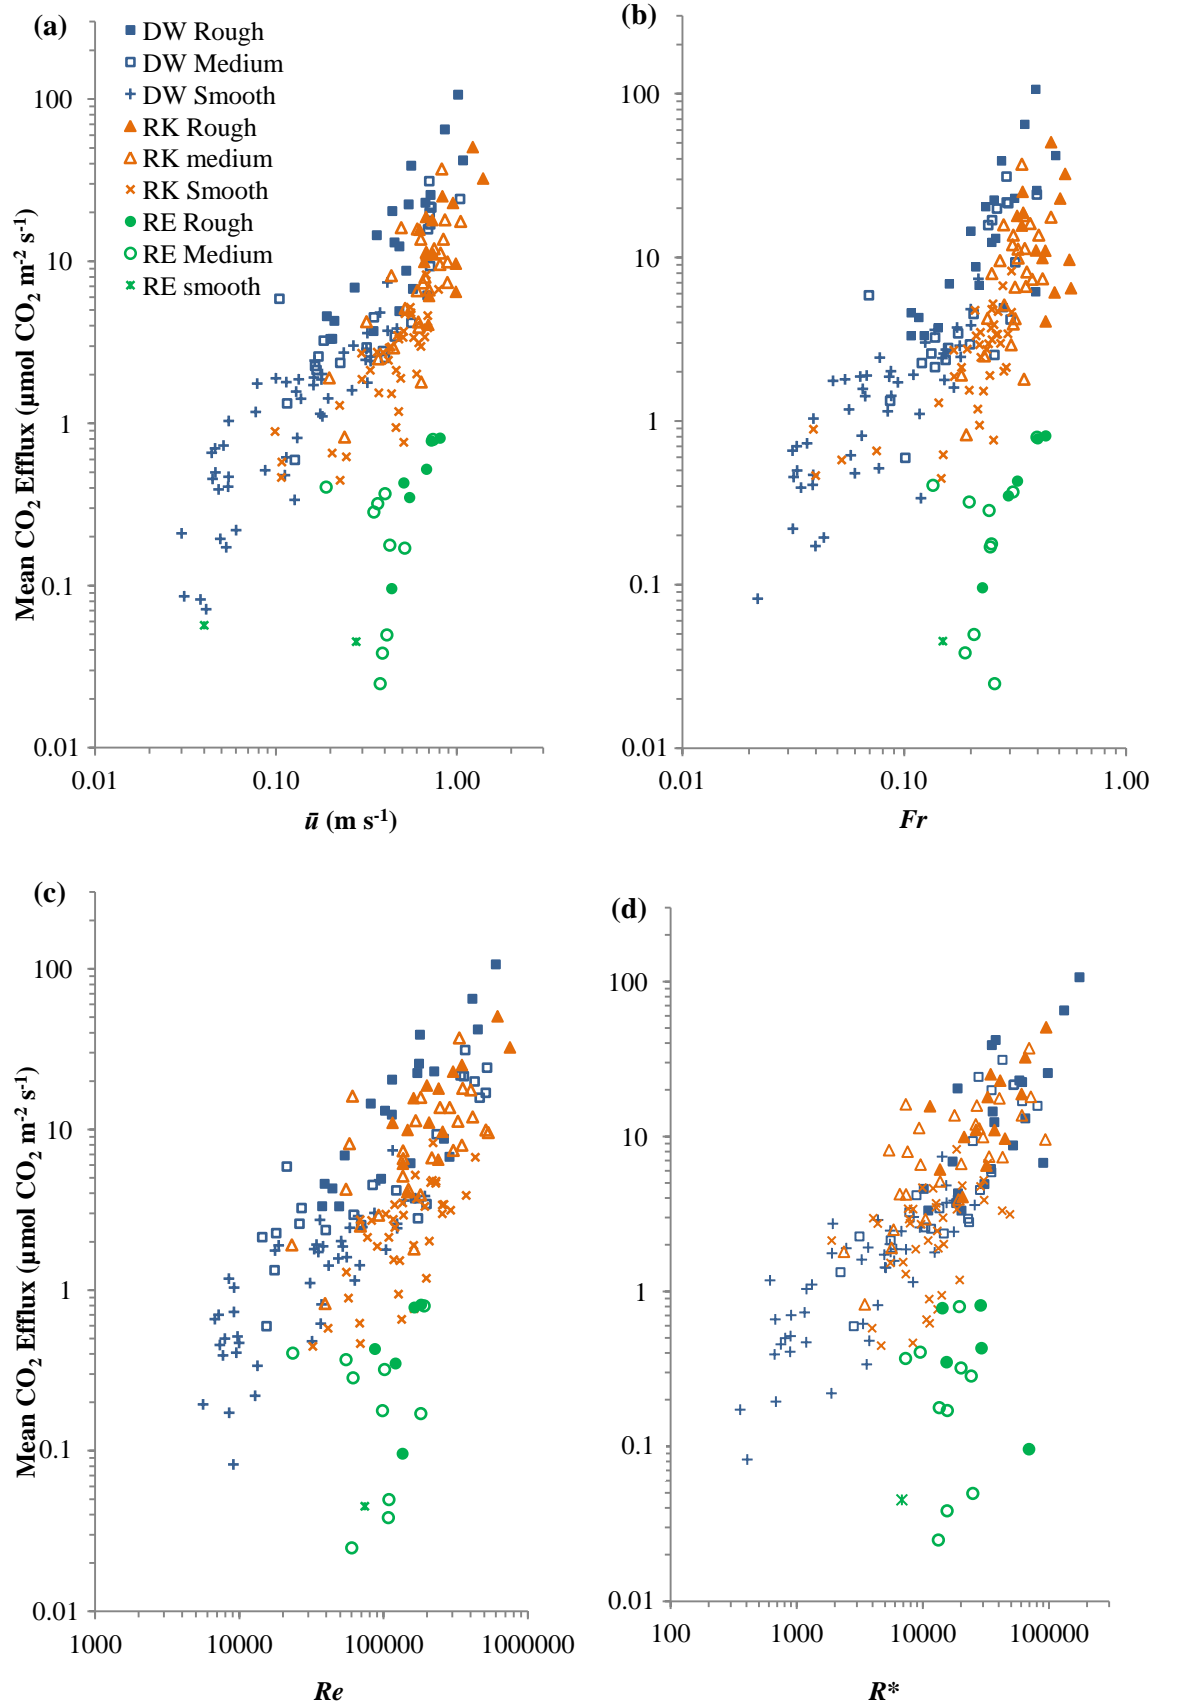 (a)
DW Rough
DW Medium
DW Smooth
RK Rough
RK medium
RK Smooth
RE Rough
RE Medium
RE smooth
100
10
1
0.1
0.01
0.01 0.10 1.00
ū (m s⁻¹)
Mean CO₂ Efflux (μmol CO₂ m⁻² s⁻¹)
(b)
100
10
1
0.1
0.01
0.01 0.10 1.00
Fr
(c)
100
10
1
0.1
0.01
1000 10000 100000 1000000
Re
Mean CO₂ Efflux (μmol CO₂ m⁻² s⁻¹)
(d)
100
10
1
0.1
0.01
100 1000 10000 100000
R*